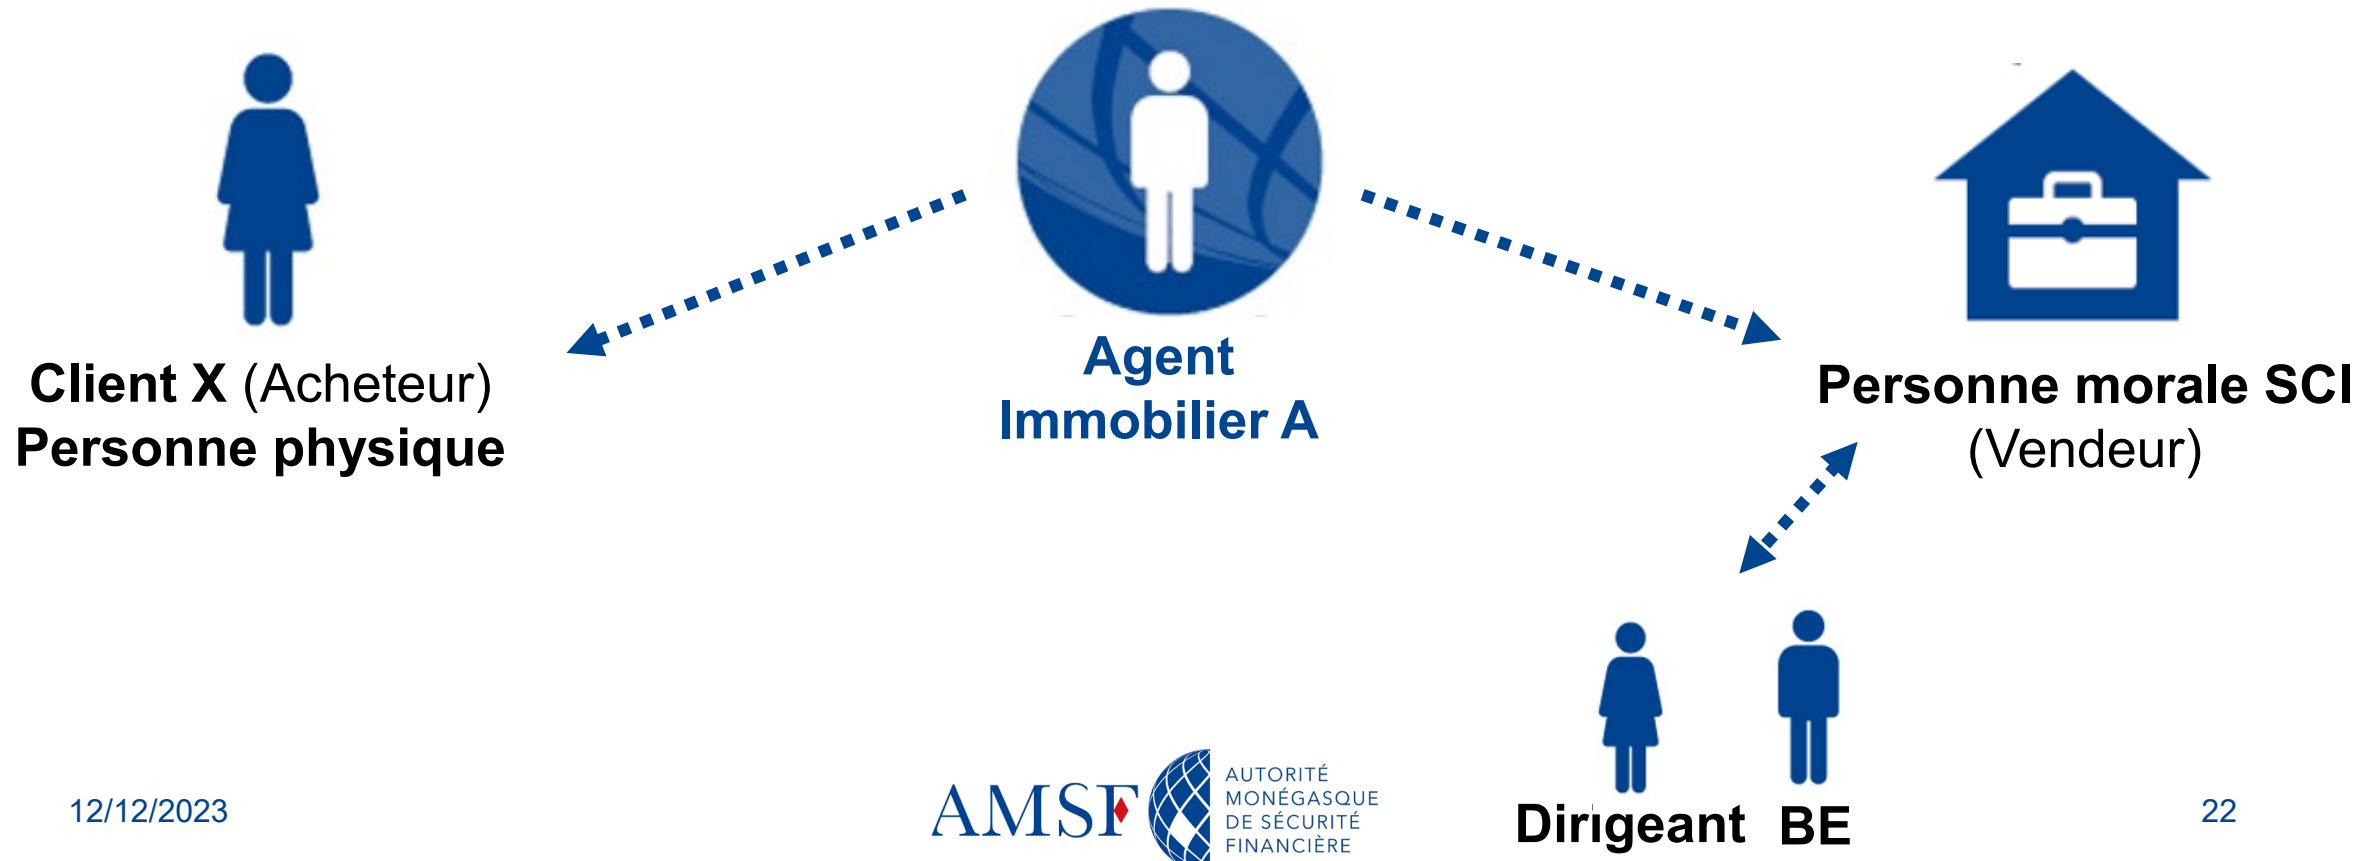 Client X (Acheteur)
Personne physique
Agent
Immobilier A
Personne morale SCI
(Vendeur)
Dirigeant
BE
12/12/2023
AMSF
AUTORITÉ
MONÉGASQUE
DE SÉCURITÉ
FINANCIÈRE
22